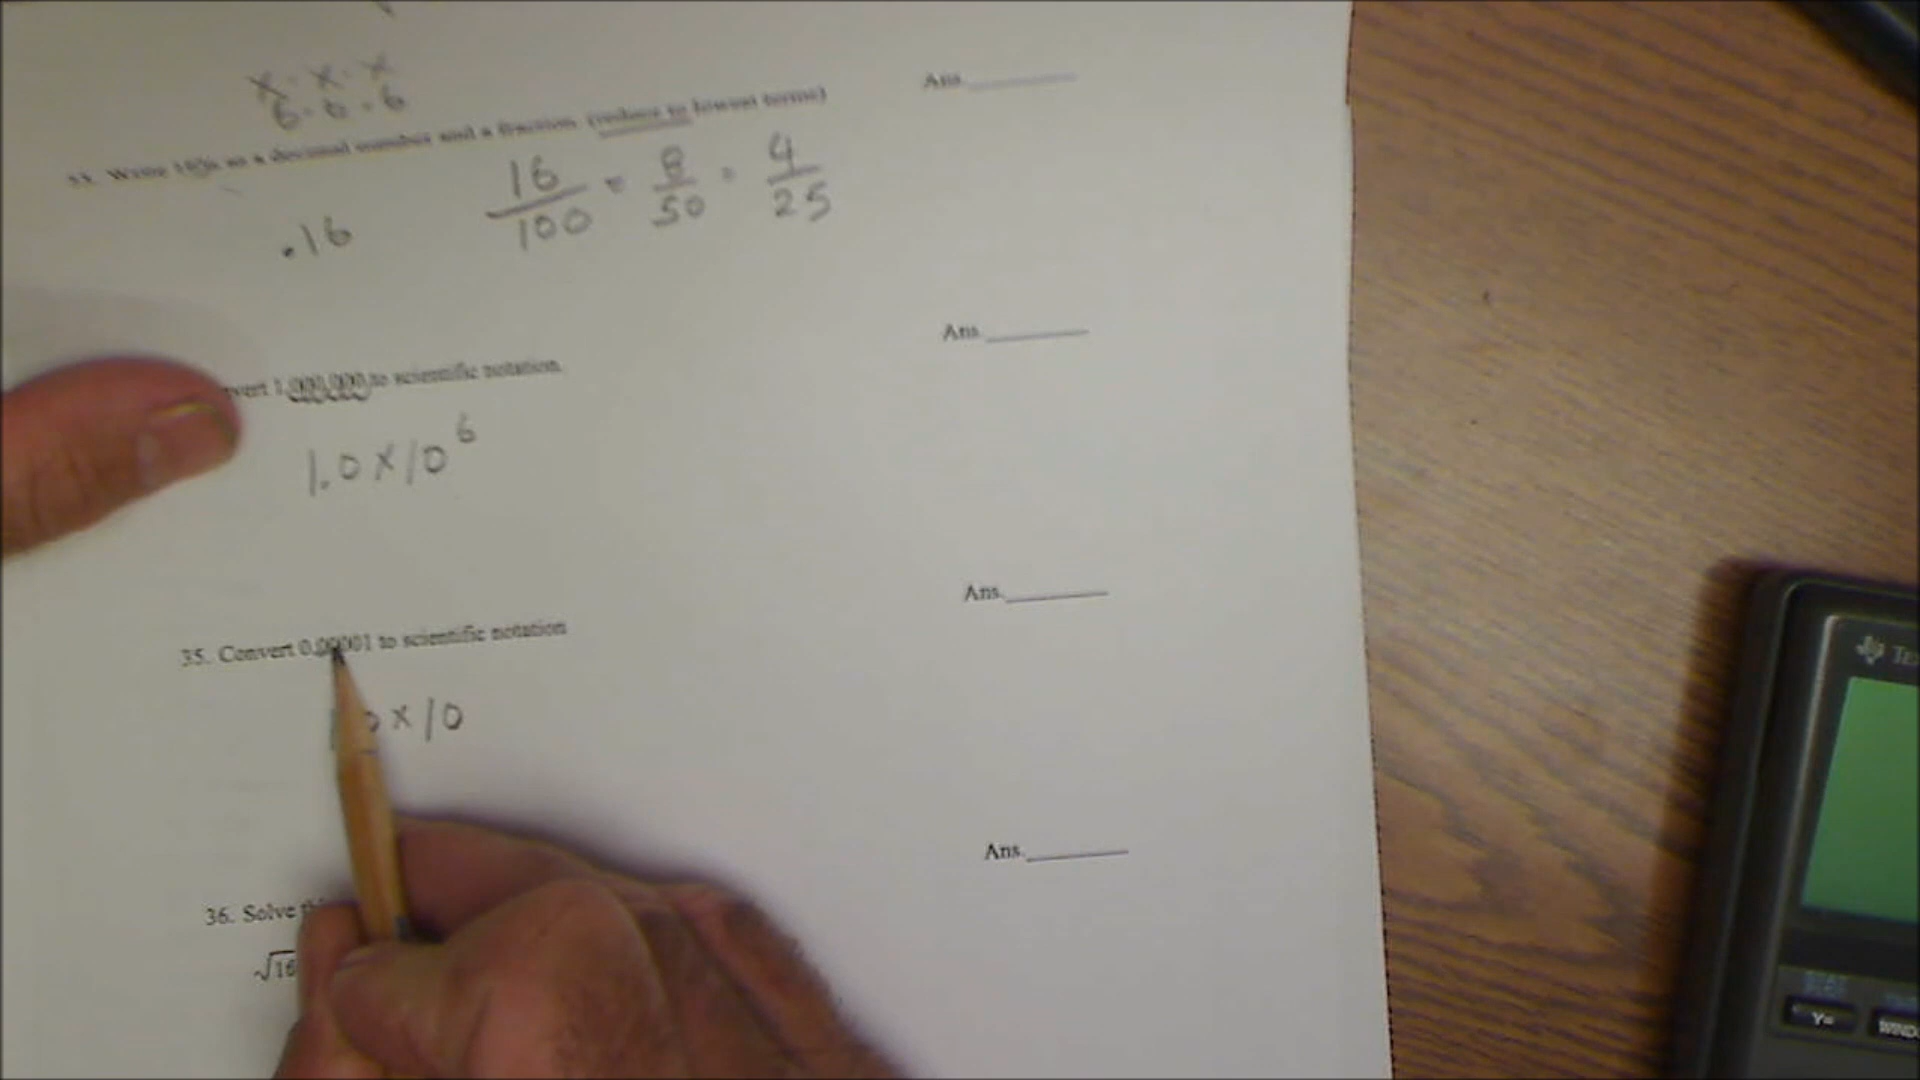 x · x · x
6 · 6 · 6
Ans.
33. Write 16% as a decimal number and a fraction. (reduce to lowest terms)
.16 16/100 = 8/50 = 4/25
Ans.
1,000,000 to scientific notation.
1.0 x 10^6
Ans.
35. Convert 0.00001 to scientific notation
0 x 10
Ans.
36. Solve
√16
Y=